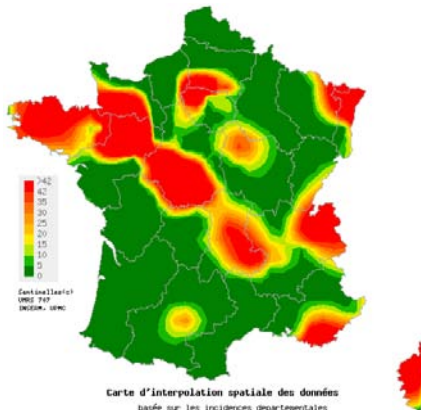 >42
42
35
30
25
20
15
10
5
0
Sentinelles(c)
UMRS 707
INSERM, UPMC
Carte d'interpolation spatiale des données
basée sur les incidences departementales